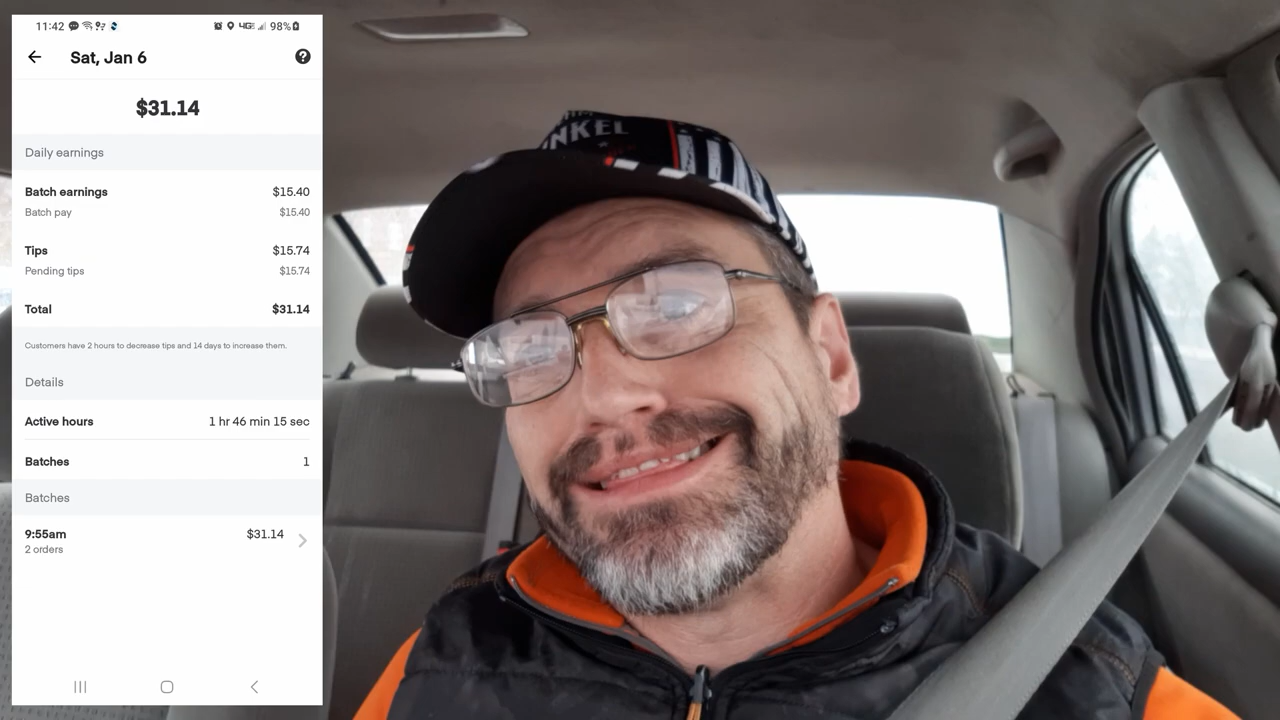 11:42
4GE 98%
Sat, Jan 6
$31.14
Daily earnings
Batch earnings $15.40
Batch pay $15.40
Tips $15.74
Pending tips $15.74
Total $31.14
Customers have 2 hours to decrease tips and 14 days to increase them.
Details
Active hours 1 hr 46 min 15 sec
Batches 1
Batches
9:55am $31.14
2 orders
NKEL